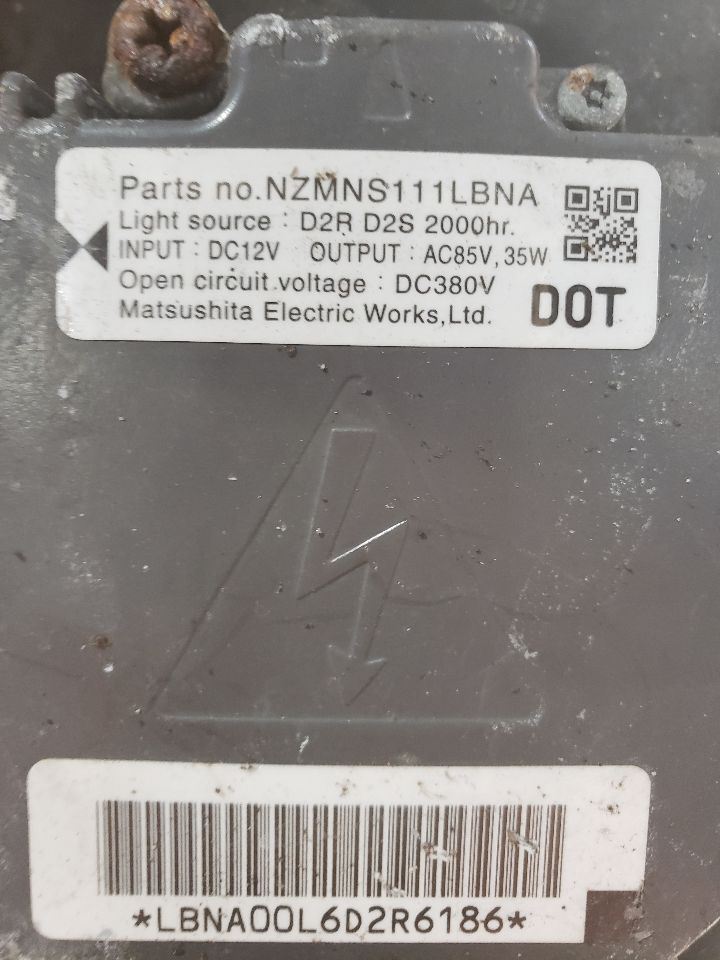 Parts no.NZMNS111LBNA
Light source : D2R D2S 2000hr.
INPUT : DC12V OUTPUT : AC85V,35W
Open circuit voltage : DC380V
Matsushita Electric Works,Ltd.
DOT
*LBNA00L6D2R6186*